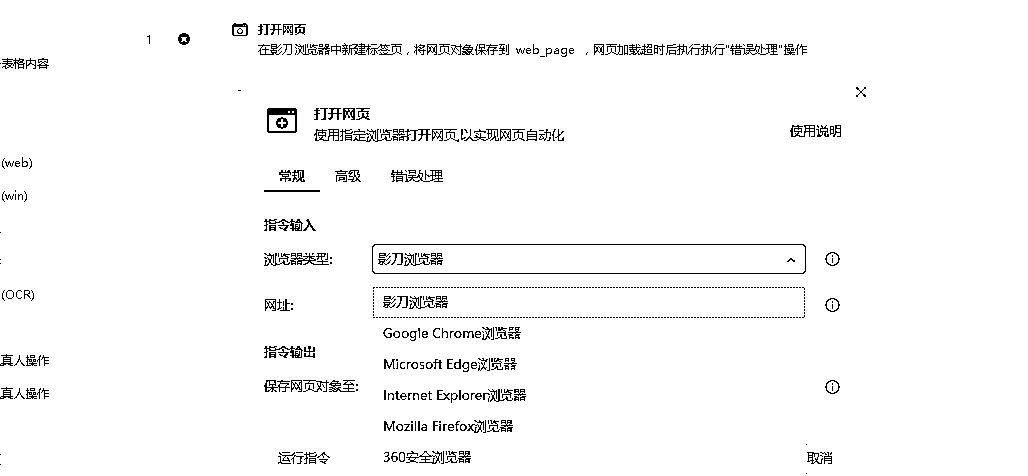 打开网页
1
在影刀浏览器中新建标签页，将网页对象保存到 web_page ，网页加载超时后执行执行"错误处理"操作
表格内容
打开网页
使用指定浏览器打开网页,以实现网页自动化
使用说明
(web)
常规 高级 错误处理
(win)
指令输入
浏览器类型: 影刀浏览器
(OCR)
网址: 影刀浏览器
Google Chrome浏览器
指令输出
真人操作
Microsoft Edge浏览器
保存网页对象至:
真人操作
Internet Explorer浏览器
Mozilla Firefox浏览器
运行指令 360安全浏览器 取消